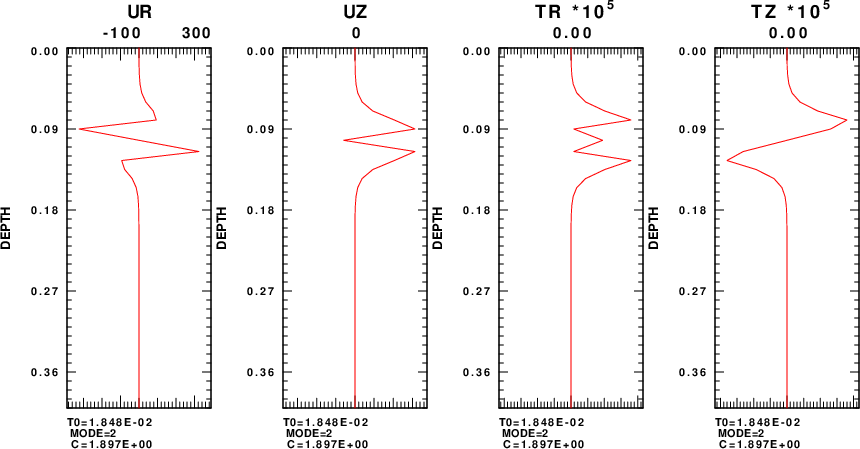 UR UZ TR *10^5 TZ *10^5
-100 300 0 0.00 0.00
0.00 0.00 0.00 0.00
0.09 0.09 0.09 0.09
0.18 0.18 0.18 0.18
DEPTH DEPTH DEPTH DEPTH
0.27 0.27 0.27 0.27
0.36 0.36 0.36 0.36
T0=1.848E-02 T0=1.848E-02 T0=1.848E-02 T0=1.848E-02
MODE=2 MODE=2 MODE=2 MODE=2
C=1.897E+00 C=1.897E+00 C=1.897E+00 C=1.897E+00